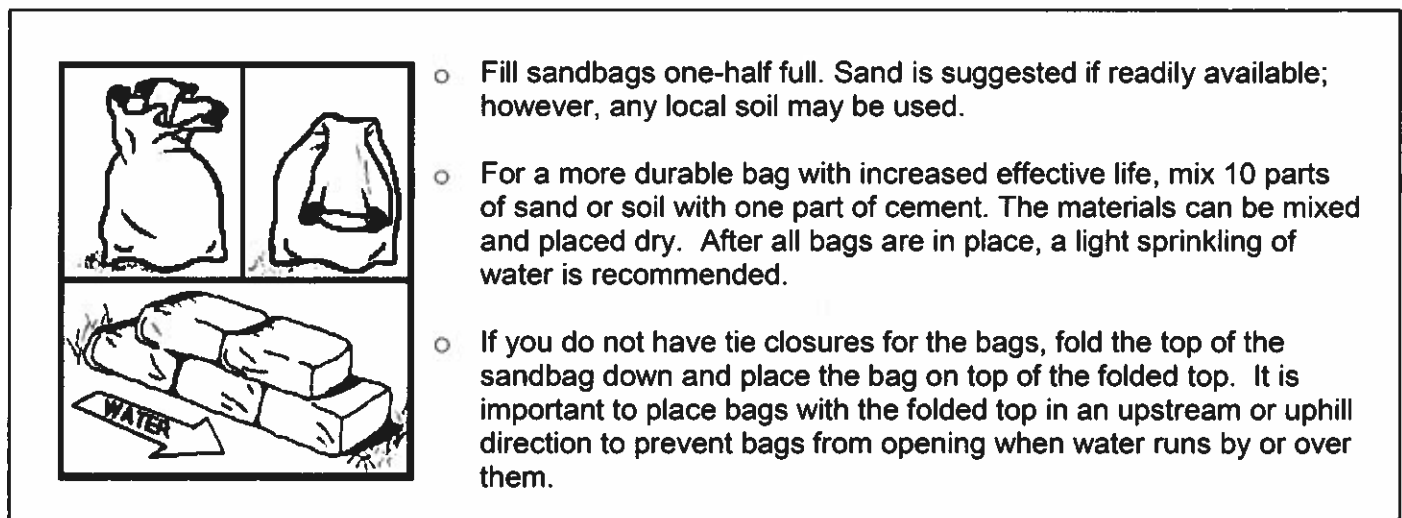 ○ Fill sandbags one-half full. Sand is suggested if readily available;
however, any local soil may be used.
○ For a more durable bag with increased effective life, mix 10 parts
of sand or soil with one part of cement. The materials can be mixed
and placed dry. After all bags are in place, a light sprinkling of
water is recommended.
○ If you do not have tie closures for the bags, fold the top of the
sandbag down and place the bag on top of the folded top. It is
important to place bags with the folded top in an upstream or uphill
direction to prevent bags from opening when water runs by or over
them.
WATER